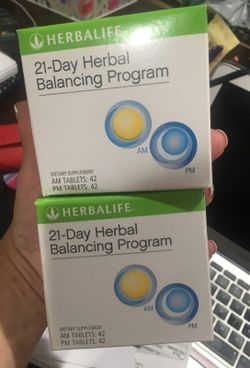 HERBALIFE
21-Day Herbal
Balancing Program
AM
PM
DIETARY SUPPLEMENT
AM TABLETS: 42
PM TABLETS: 42
HERBALIFE
21-Day Herbal
Balancing Program
AM
PM
DIETARY SUPPLEMENT
AM TABLETS: 42
PM TABLETS: 42